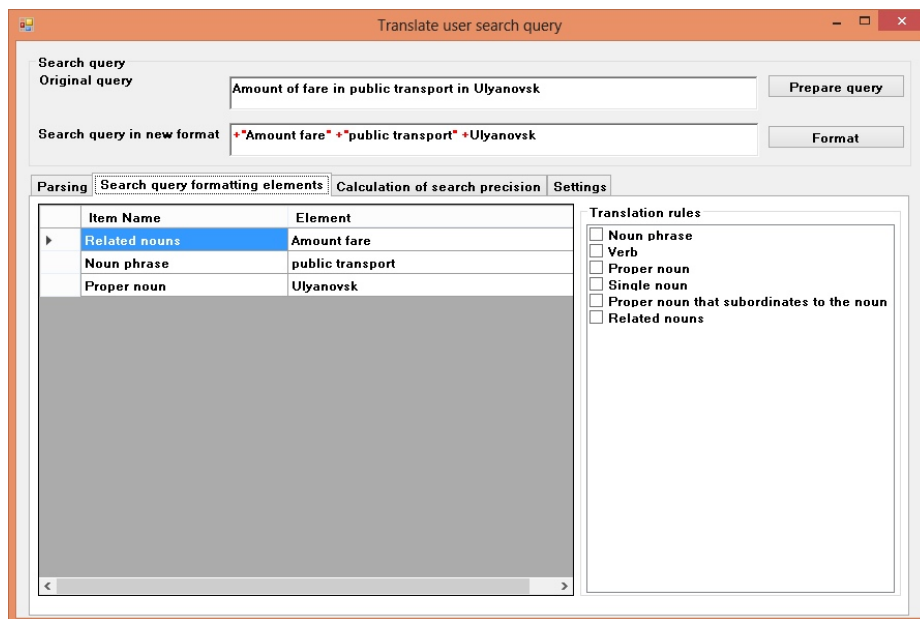 Translate user search query
Search query
Original query
Amount of fare in public transport in Ulyanovsk
Prepare query
Search query in new format
+"Amount fare" +"public transport" +Ulyanovsk
Format
Parsing Search query formatting elements Calculation of search precision Settings
Item Name Element
Related nouns Amount fare
Noun phrase public transport
Proper noun Ulyanovsk
Translation rules
Noun phrase
Verb
Proper noun
Single noun
Proper noun that subordinates to the noun
Related nouns